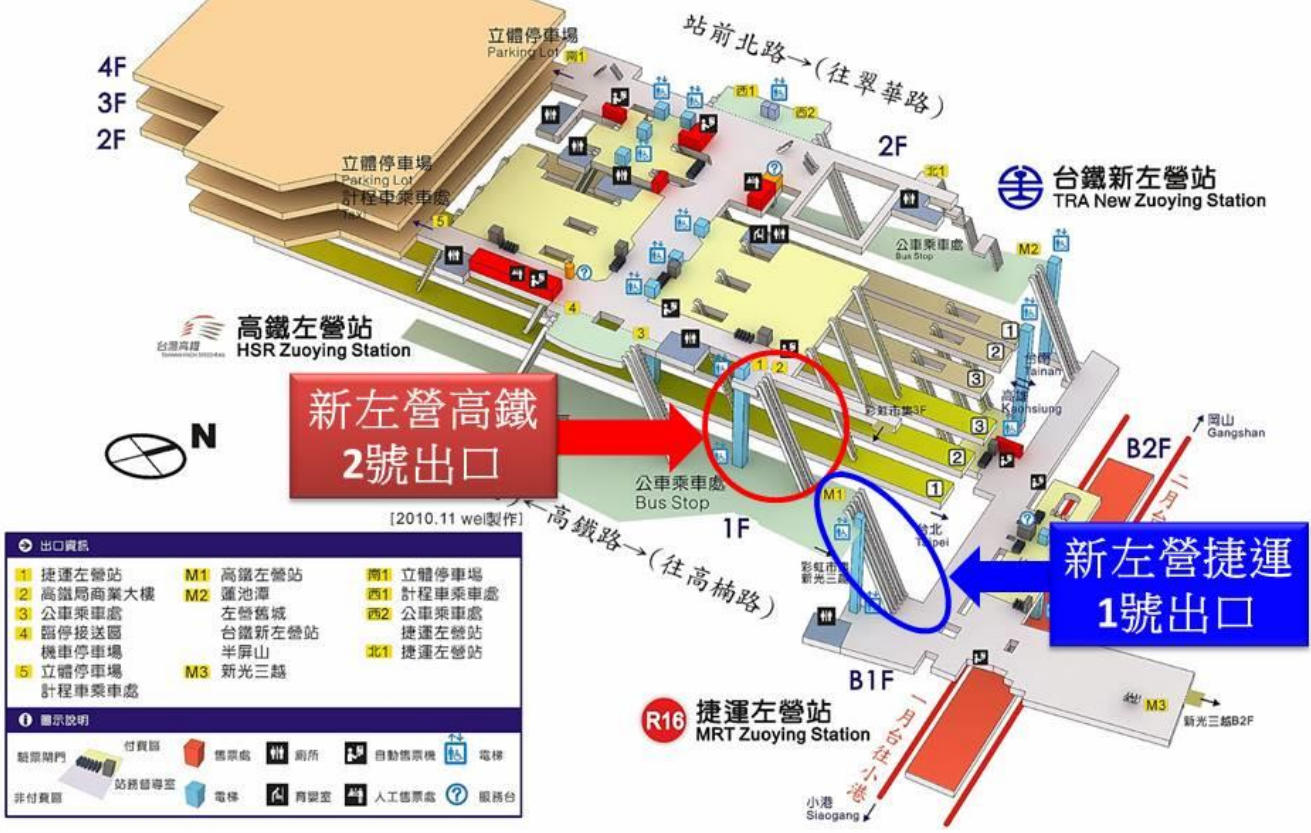 立體停車場
Parking Lot
南1
站前北路→(往翠華路)
4F
3F
2F
西1
西2
2F
北1
立體停車場
Parking Lot
計程車乘車處
Taxi
5
台鐵新左營站
TRA New Zuoying Station
公車乘車處
Bus Stop
M2
台灣高鐵
高鐵左營站
HSR Zuoying Station
4
3
1
2
1
2
3
台南
Tainan
高雄
Kaohsiung
彩虹市集3F
3
2
1
新左營高鐵
2號出口
N
岡山
Gangshan
B2F
二月台
公車乘車處
Bus Stop
M1
1F
台北
Taipei
[2010.11 wei製作]
←高鐵路→(往高楠路)
新左營捷運
1號出口
B1F
R16
捷運左營站
MRT Zuoying Station
M3
新光三越B2F
一月台往小港
小港
Siaogang
出口資訊
1 捷運左營站
2 高鐵局商業大樓
3 公車乘車處
4 臨停接送區
機車停車場
5 立體停車場
計程車乘車處
M1 高鐵左營站
M2 蓮池潭
左營舊城
台鐵新左營站
半屏山
M3 新光三越
南1 立體停車場
西1 計程車乘車處
西2 公車乘車處
捷運左營站
北1 捷運左營站
圖示說明
驗票閘門
付費區
站務督導室
非付費區
售票處
廁所
自動售票機
電梯
電梯
育嬰室
人工售票處
服務台